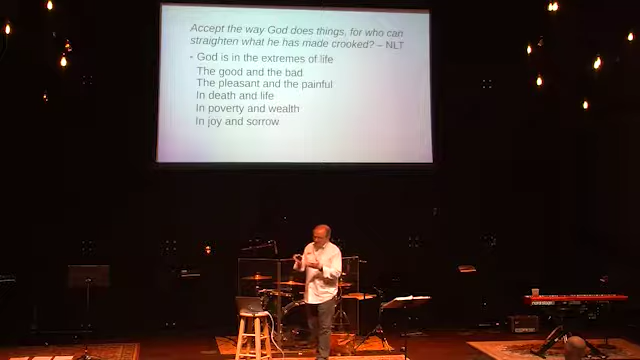 Accept the way God does things, for who can
straighten what he has made crooked? – NLT
- God is in the extremes of life
The good and the bad
The pleasant and the painful
In death and life
In poverty and wealth
In joy and sorrow